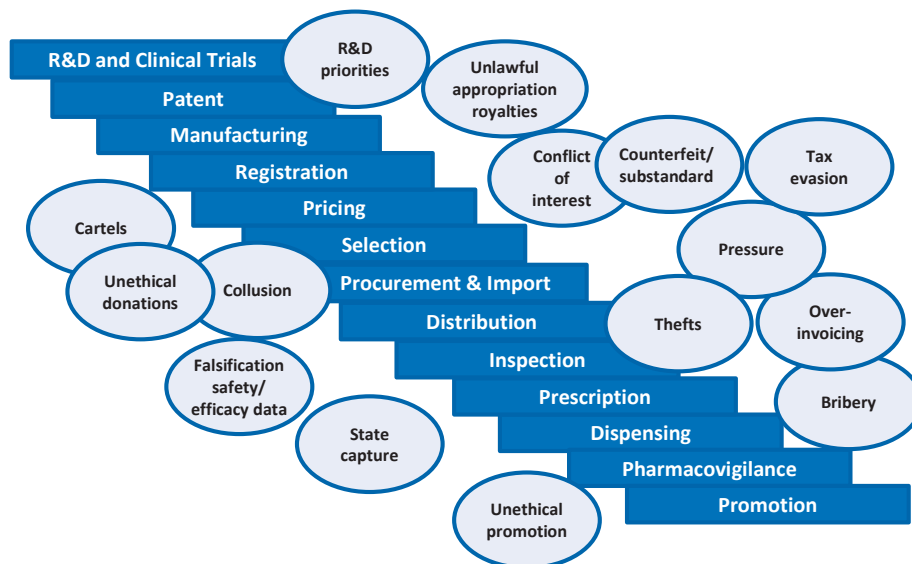 R&D and Clinical Trials
R&D
priorities
Unlawful
appropriation
royalties
Patent
Manufacturing
Conflict
of
interest
Counterfeit/
substandard
Tax
evasion
Registration
Pricing
Cartels
Selection
Pressure
Unethical
donations
Collusion
Procurement & Import
Distribution
Thefts
Over-
invoicing
Inspection
Falsification
safety/
efficacy data
Prescription
Bribery
State
capture
Dispensing
Pharmacovigilance
Promotion
Unethical
promotion